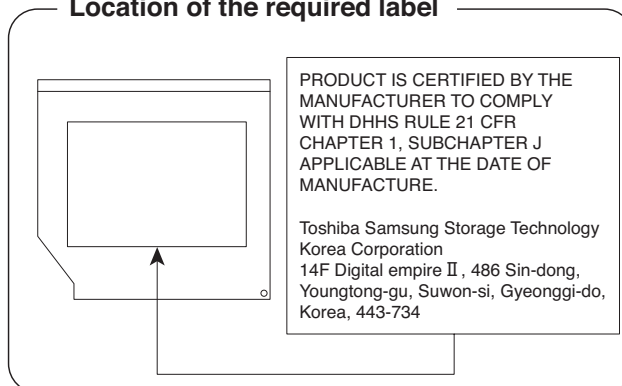 Location of the required label
PRODUCT IS CERTIFIED BY THE
MANUFACTURER TO COMPLY
WITH DHHS RULE 21 CFR
CHAPTER 1, SUBCHAPTER J
APPLICABLE AT THE DATE OF
MANUFACTURE.
Toshiba Samsung Storage Technology
Korea Corporation
14F Digital empire Ⅱ, 486 Sin-dong,
Youngtong-gu, Suwon-si, Gyeonggi-do,
Korea, 443-734